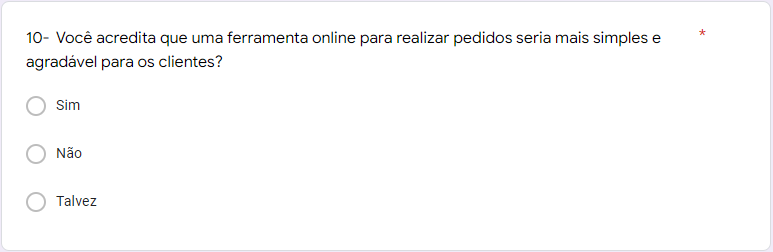 10- Você acredita que uma ferramenta online para realizar pedidos seria mais simples e *
agradável para os clientes?
Sim
Não
Talvez